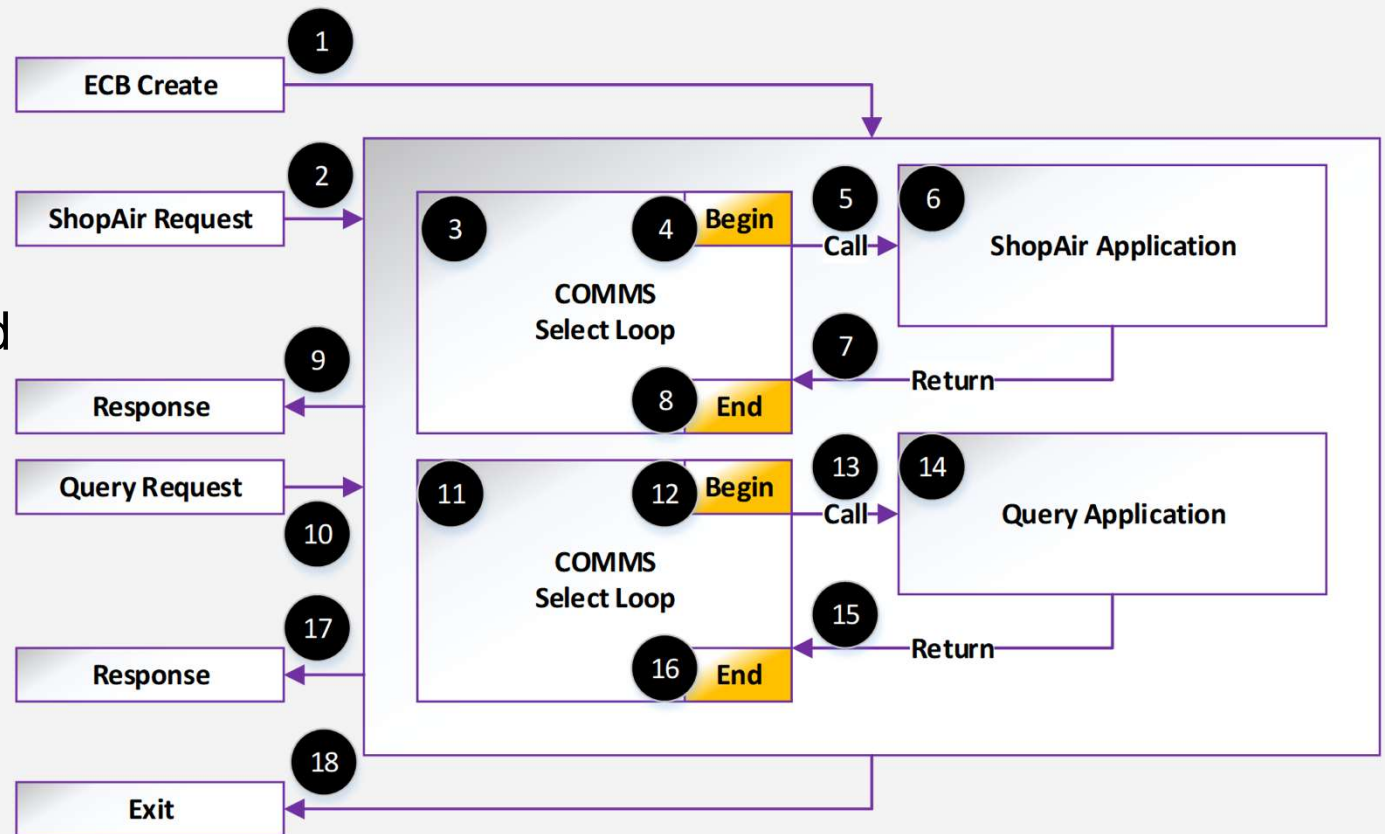 1
ECB Create
2
ShopAir Request
3
4
Begin
5
Call
6
ShopAir Application
COMMS
Select Loop
7
Return
8
End
9
Response
Query Request
10
11
12
Begin
13
Call
14
Query Application
COMMS
Select Loop
15
Return
16
End
17
Response
18
Exit